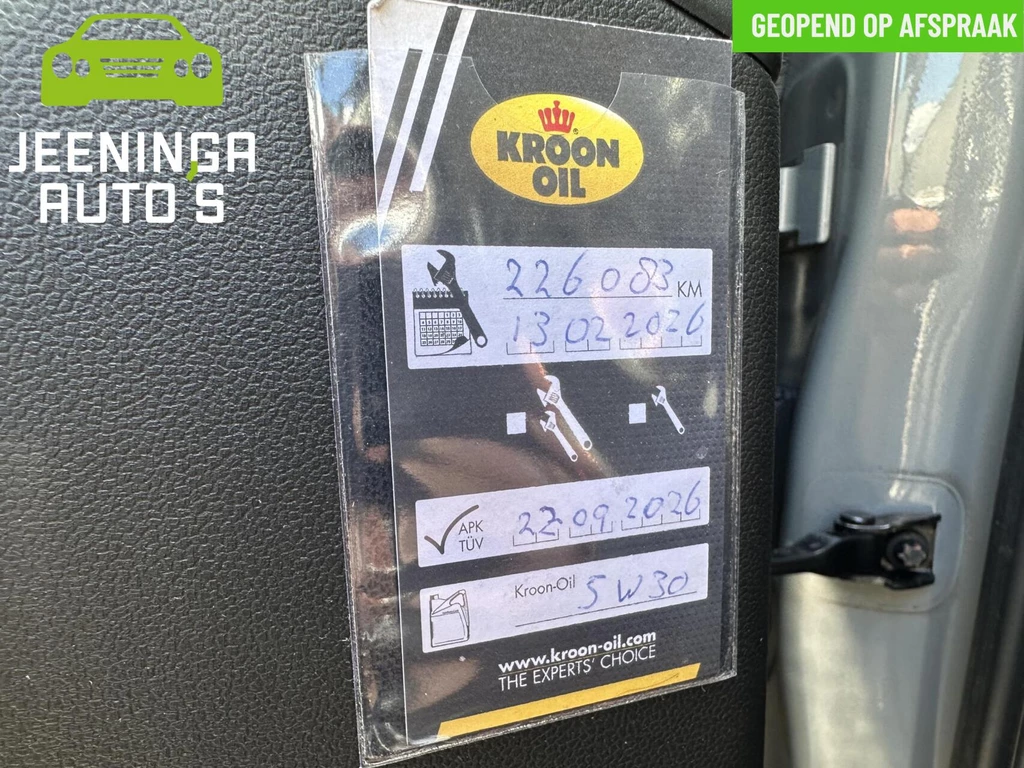 GEOPEND OP AFSPRAAK
JEENINGA
AUTO'S
KROON
OIL
226083 KM
13 02 2026
APK
TÜV
22 09 2026
Kroon-Oil 5W30
www.kroon-oil.com
THE EXPERTS' CHOICE